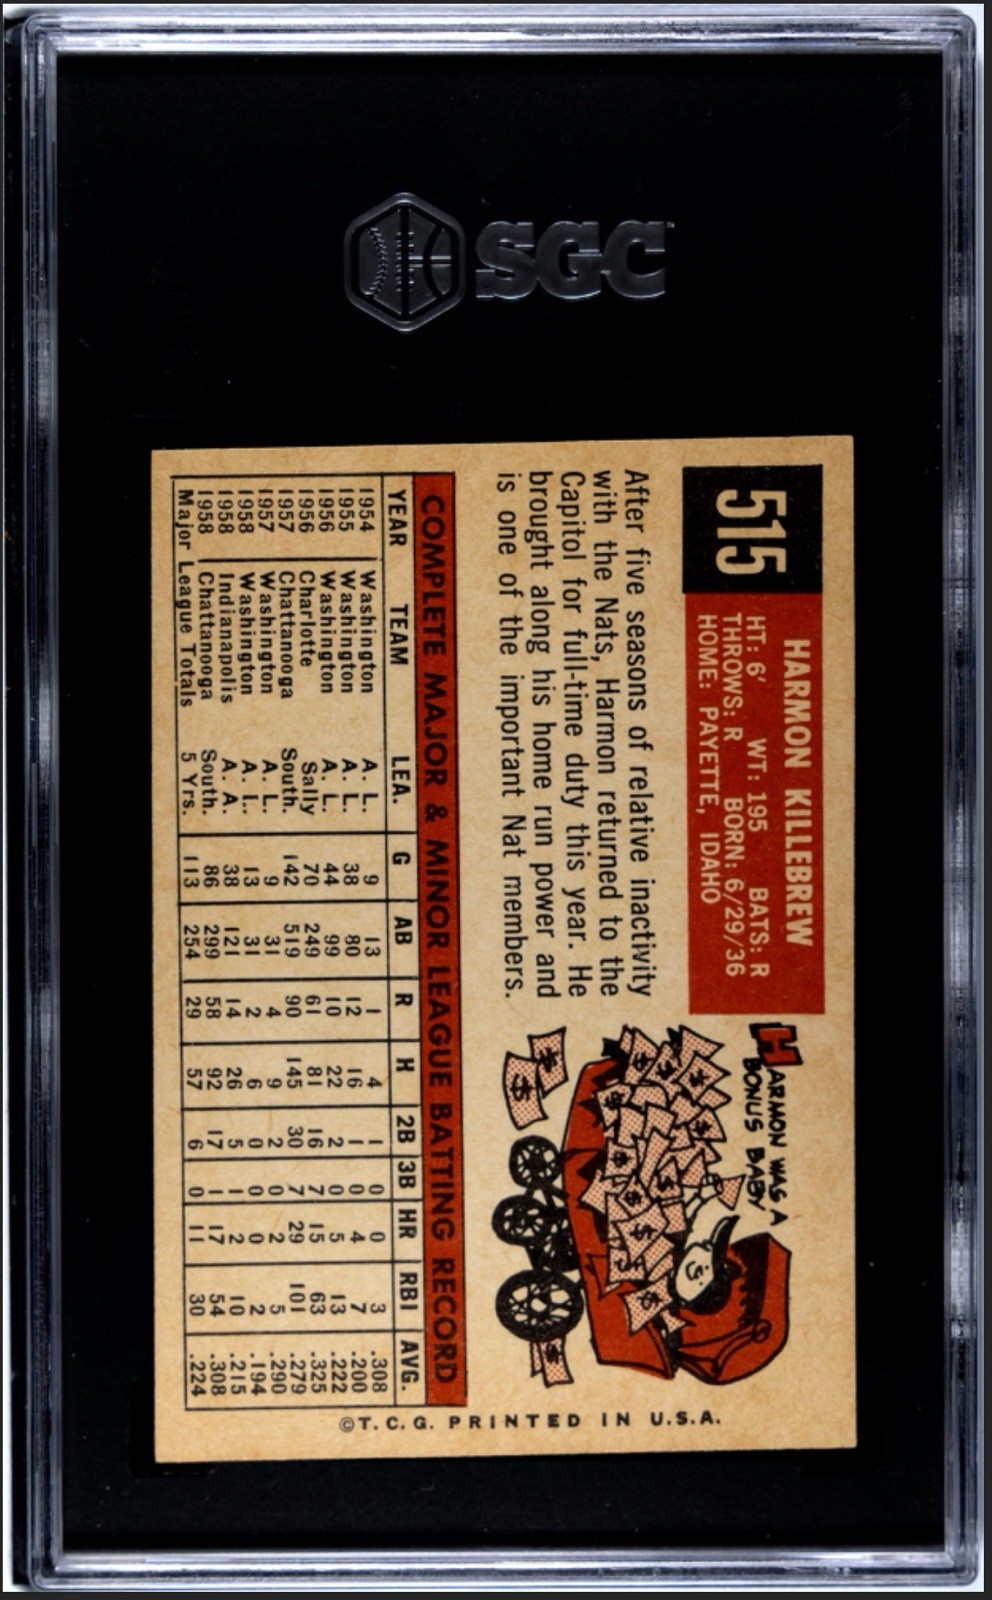 SGC
515
HARMON KILLEBREW
HT: 6' WT: 195 BATS: R
THROWS: R BORN: 6/29/36
HOME: PAYETTE, IDAHO
HARMON WAS A
BONUS BABY
After five seasons of relative inactivity
with the Nats, Harmon returned to the
Capitol for full-time duty this year. He
brought along his home run power and
is one of the important Nat members.
COMPLETE MAJOR & MINOR LEAGUE BATTING RECORD
YEAR TEAM LEA. G AB R H 2B 3B HR RBI AVG.
1954 Washington A. L. 9 13 1 4 1 0 0 3 .308
1955 Washington A. L. 38 80 12 16 1 0 4 7 .200
1956 Washington A. L. 44 99 10 22 2 0 5 13 .222
1956 Charlotte Sally 70 249 61 81 16 7 15 63 .325
1957 Chattanooga South. 142 519 90 145 30 7 29 101 .279
1957 Washington A. L. 9 31 4 9 2 0 2 5 .290
1958 Washington A. L. 13 31 2 6 0 0 0 2 .194
1958 Indianapolis A. A. 38 121 14 26 5 1 2 10 .215
1958 Chattanooga South. 86 299 58 92 17 1 17 54 .308
Major League Totals 5 Yrs. 113 254 29 57 6 0 11 30 .224
©T.C.G. PRINTED IN U.S.A.